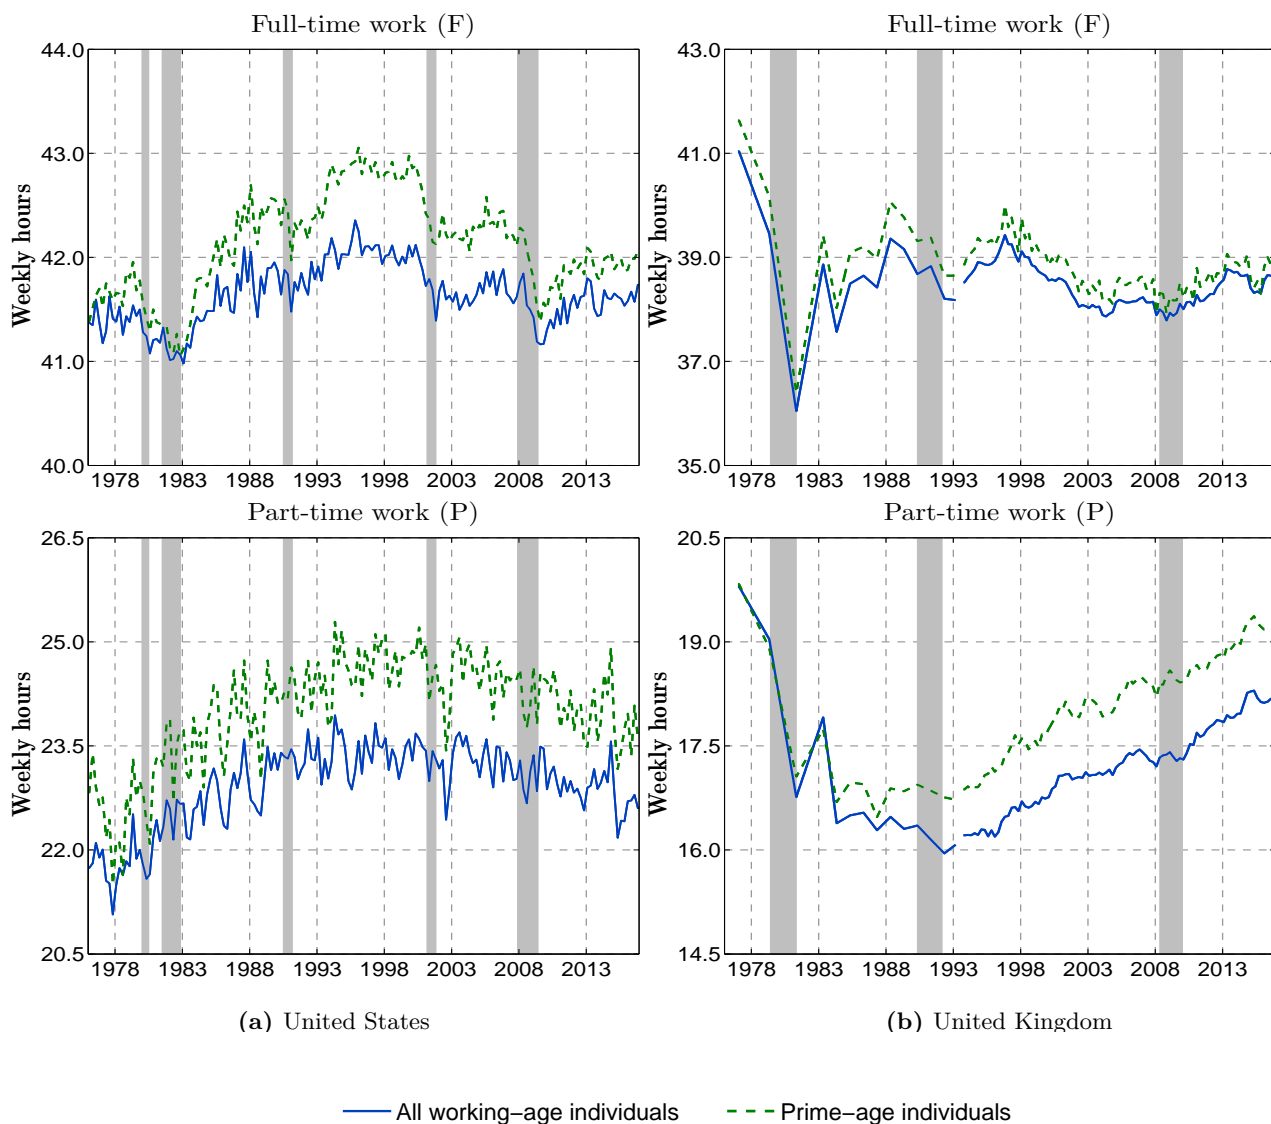 Full-time work (F)
Weekly hours
44.0
43.0
42.0
41.0
40.0
1978 1983 1988 1993 1998 2003 2008 2013
Full-time work (F)
Weekly hours
43.0
41.0
39.0
37.0
35.0
1978 1983 1988 1993 1998 2003 2008 2013
Part-time work (P)
Weekly hours
26.5
25.0
23.5
22.0
20.5
1978 1983 1988 1993 1998 2003 2008 2013
Part-time work (P)
Weekly hours
20.5
19.0
17.5
16.0
14.5
1978 1983 1988 1993 1998 2003 2008 2013
(a) United States
(b) United Kingdom
All working−age individuals
Prime−age individuals